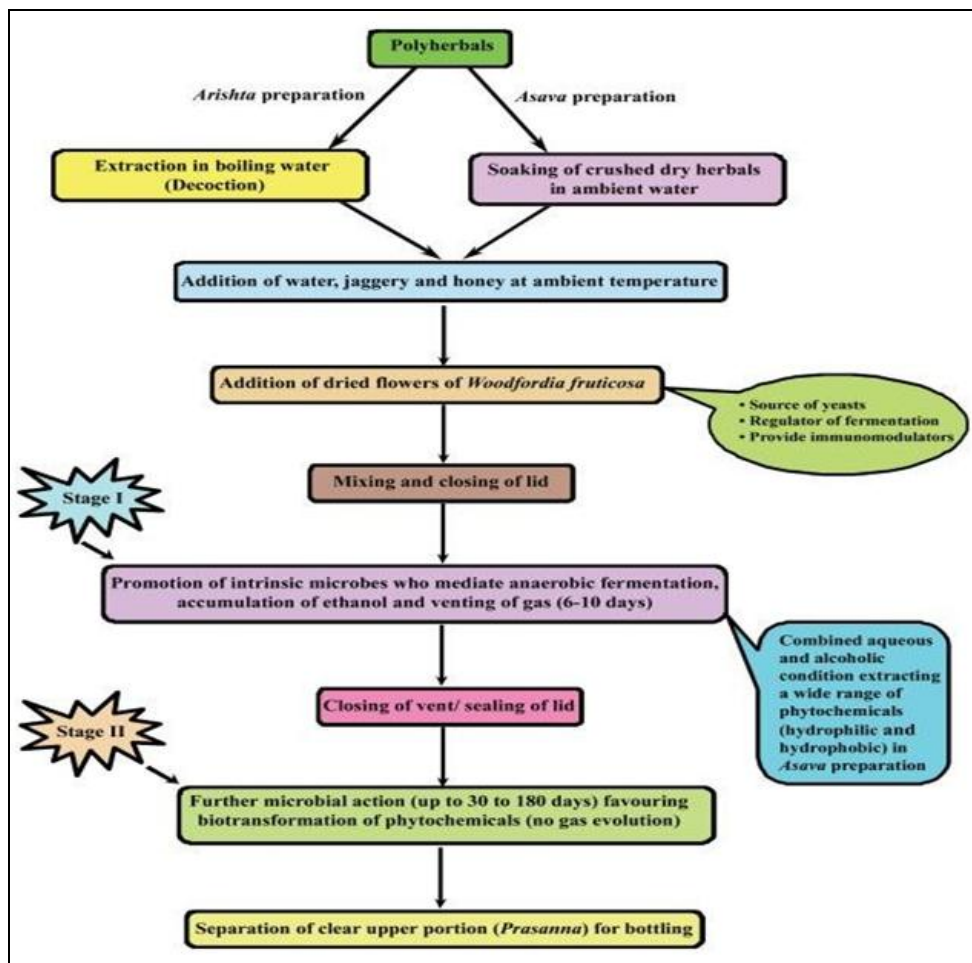 Polyherbals
Arishta preparation
Asava preparation
Extraction in boiling water
(Decoction)
Soaking of crushed dry herbals
in ambient water
Addition of water, jaggery and honey at ambient temperature
Addition of dried flowers of Woodfordia fruticosa
• Source of yeasts
• Regulator of fermentation
• Provide immunomodulators
Mixing and closing of lid
Stage I
Promotion of intrinsic microbes who mediate anaerobic fermentation,
accumulation of ethanol and venting of gas (6-10 days)
Combined aqueous
and alcoholic
condition extracting
a wide range of
phytochemicals
(hydrophilic and
hydrophobic) in
Asava preparation
Closing of vent/ sealing of lid
Stage II
Further microbial action (up to 30 to 180 days) favouring
biotransformation of phytochemicals (no gas evolution)
Separation of clear upper portion (Prasanna) for bottling